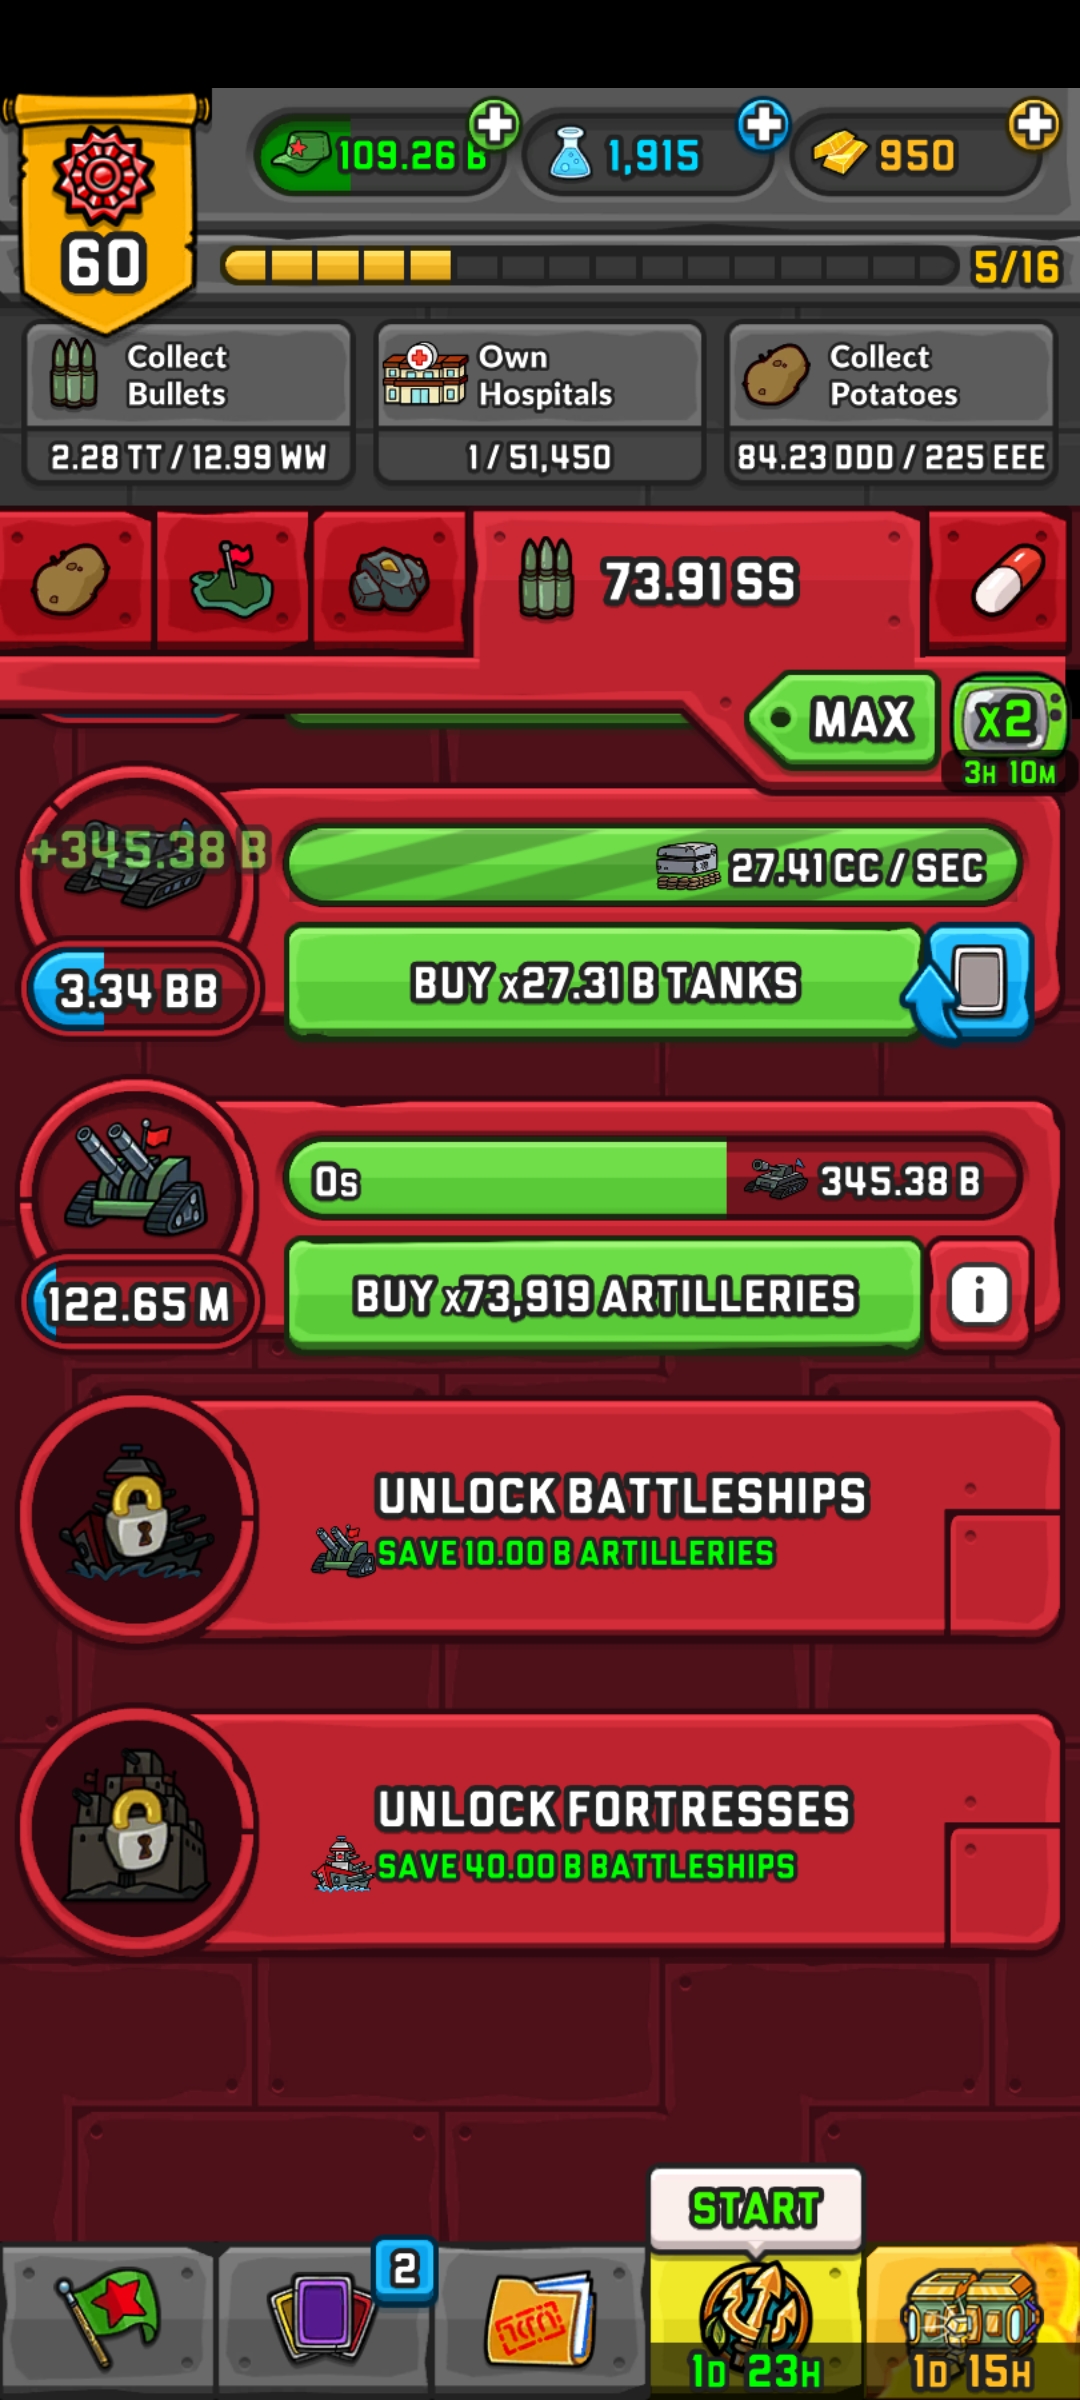 60
109.26 B
1,915
950
5/16
Collect
Bullets
2.28 TT / 12.99 WW
Own
Hospitals
1 / 51,450
Collect
Potatoes
84.23 DDD / 225 EEE
73.91 SS
MAX
x2
3H 10M
+345.38 B
27.41 CC / SEC
3.34 BB
BUY x27.31 B TANKS
0s
345.38 B
122.65 M
BUY x73,919 ARTILLERIES
i
UNLOCK BATTLESHIPS
SAVE 10.00 B ARTILLERIES
UNLOCK FORTRESSES
SAVE 40.00 B BATTLESHIPS
START
2
1D 23H
1D 15H